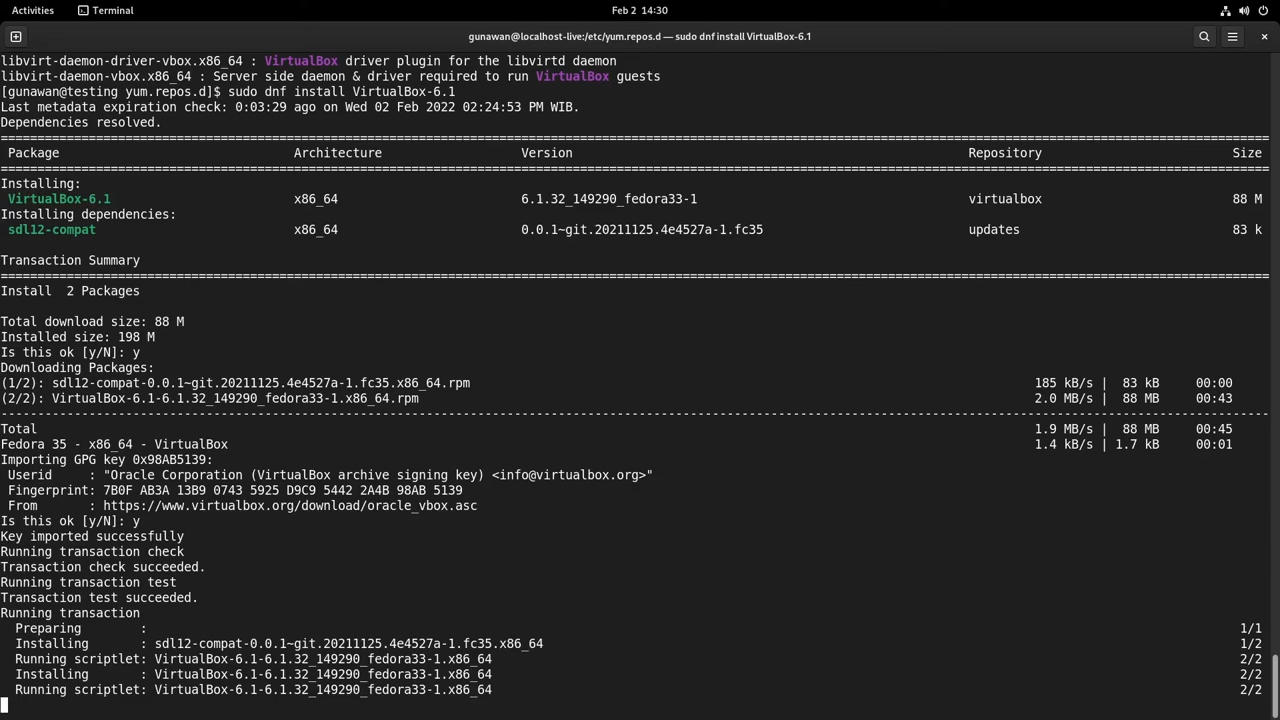 Activities Terminal Feb 2 14:30
gunawan@localhost-live:/etc/yum.repos.d — sudo dnf install VirtualBox-6.1
libvirt-daemon-driver-vbox.x86_64 : VirtualBox driver plugin for the libvirtd daemon
libvirt-daemon-vbox.x86_64 : Server side daemon & driver required to run VirtualBox guests
[gunawan@testing yum.repos.d]$ sudo dnf install VirtualBox-6.1
Last metadata expiration check: 0:03:29 ago on Wed 02 Feb 2022 02:24:53 PM WIB.
Dependencies resolved.
Package Architecture Version Repository Size
Installing:
VirtualBox-6.1 x86_64 6.1.32_149290_fedora33-1 virtualbox 88 M
Installing dependencies:
sdl12-compat x86_64 0.0.1~git.20211125.4e4527a-1.fc35 updates 83 k
Transaction Summary
Install 2 Packages
Total download size: 88 M
Installed size: 198 M
Is this ok [y/N]: y
Downloading Packages:
(1/2): sdl12-compat-0.0.1~git.20211125.4e4527a-1.fc35.x86_64.rpm 185 kB/s | 83 kB 00:00
(2/2): VirtualBox-6.1-6.1.32_149290_fedora33-1.x86_64.rpm 2.0 MB/s | 88 MB 00:43
Total 1.9 MB/s | 88 MB 00:45
Fedora 35 - x86_64 - VirtualBox 1.4 kB/s | 1.7 kB 00:01
Importing GPG key 0x98AB5139:
Userid : "Oracle Corporation (VirtualBox archive signing key) <info@virtualbox.org>"
Fingerprint: 7B0F AB3A 13B9 0743 5925 D9C9 5442 2A4B 98AB 5139
From : https://www.virtualbox.org/download/oracle_vbox.asc
Is this ok [y/N]: y
Key imported successfully
Running transaction check
Transaction check succeeded.
Running transaction test
Transaction test succeeded.
Running transaction
Preparing : 1/1
Installing : sdl12-compat-0.0.1~git.20211125.4e4527a-1.fc35.x86_64 1/2
Running scriptlet: VirtualBox-6.1-6.1.32_149290_fedora33-1.x86_64 2/2
Installing : VirtualBox-6.1-6.1.32_149290_fedora33-1.x86_64 2/2
Running scriptlet: VirtualBox-6.1-6.1.32_149290_fedora33-1.x86_64 2/2